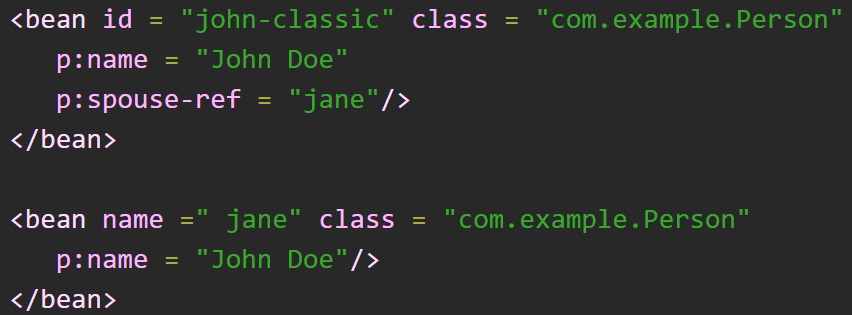 <bean id = "john-classic" class = "com.example.Person"
   p:name = "John Doe"
   p:spouse-ref = "jane"/>
</bean>

<bean name =" jane" class = "com.example.Person"
   p:name = "John Doe"/>
</bean>